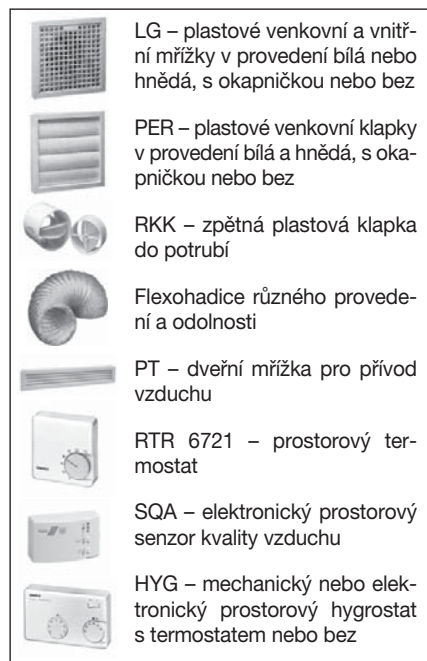 LG – plastové venkovní a vnitř-
ní mřížky v provedení bílá nebo
hnědá, s okapničkou nebo bez
PER – plastové venkovní klapky
v provedení bílá a hnědá, s oka-
pničkou nebo bez
RKK – zpětná plastová klapka
do potrubí
Flexohadice různého provede-
ní a odolnosti
PT – dveřní mřížka pro přívod
vzduchu
RTR 6721 – prostorový ter-
mostat
SQA – elektronický prostorový
senzor kvality vzduchu
HYG – mechanický nebo elek-
tronický prostorový hygrostat
s termostatem nebo bez